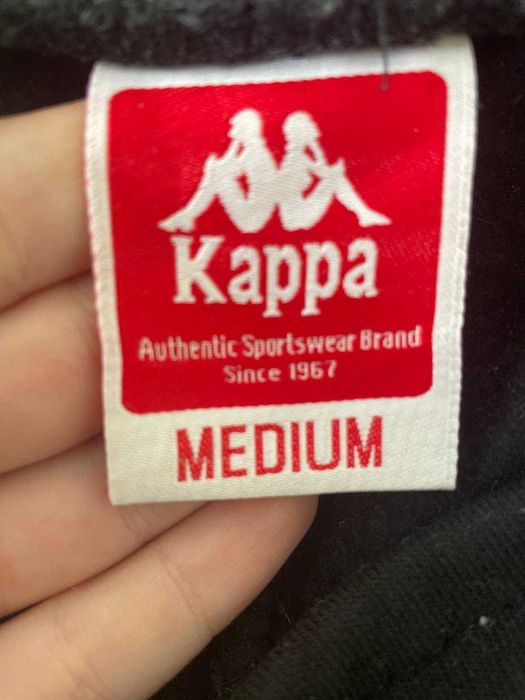 Kappa
Authentic Sportswear Brand
Since 1967
MEDIUM